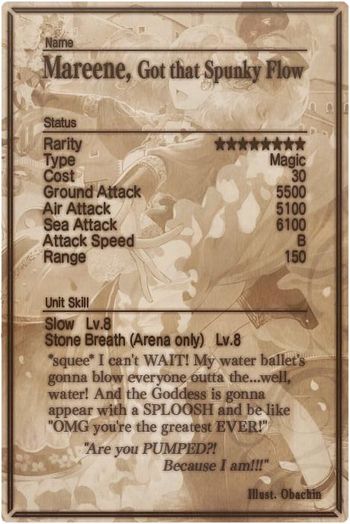 Name
Mareene, Got that Spunky Flow
Status
Rarity ★★★★★★★★
Type Magic
Cost 30
Ground Attack 5500
Air Attack 5100
Sea Attack 6100
Attack Speed B
Range 150
Unit Skill
Slow Lv.8
Stone Breath (Arena only) Lv.8
*squee* I can't WAIT! My water ballet's
gonna blow everyone outta the...well,
water! And the Goddess is gonna
appear with a SPLOOSH and be like
"OMG you're the greatest EVER!"
"Are you PUMPED?!
Because I am!!!"
Illust. Obachin